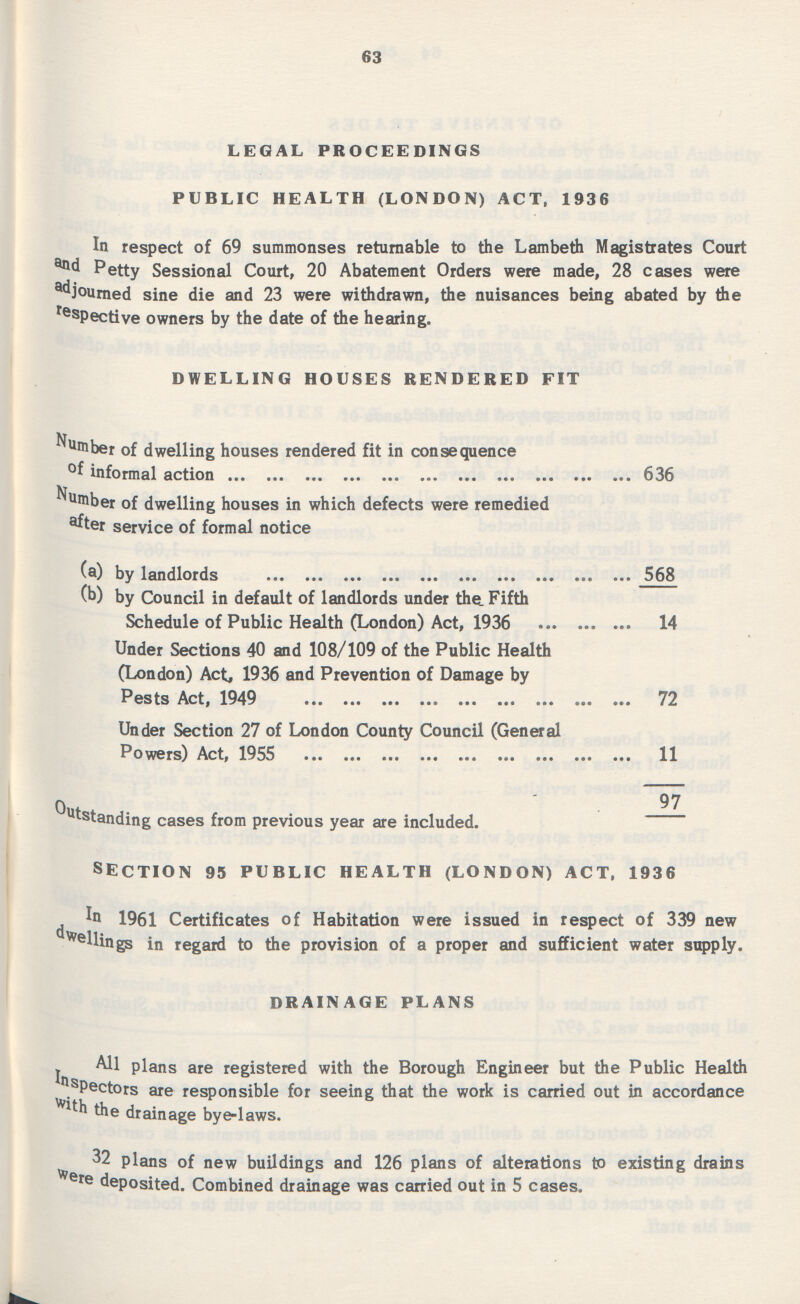 63
LEGAL PROCEEDINGS
PUBLIC HEALTH (LONDON) ACT, 1936
In respect of 69 summonses returnable to the Lambeth Magistrates Court
and Petty Sessional Court, 20 Abatement Orders were made, 28 cases were
adjourned sine die and 23 were withdrawn, the nuisances being abated by the
respective owners by the date of the hearing.
DWELLING HOUSES RENDERED FIT
Number of dwelling houses rendered fit in consequence
of informal action ... ... ... ... ... ... ... ... ... ... ... 636
Number of dwelling houses in which defects were remedied
after service of formal notice
(a) by landlords ... ... ... ... ... ... ... ... ... ... 568
(b) by Council in default of landlords under the Fifth
Schedule of Public Health (London) Act, 1936 ... ... ... 14
Under Sections 40 and 108/109 of the Public Health
(London) Act, 1936 and Prevention of Damage by
Pests Act, 1949 ... ... ... ... ... ... ... ... ... 72
Under Section 27 of London County Council (General
Powers) Act, 1955 ... ... ... ... ... ... ... ... ... 11
97
Outstanding cases from previous year are included.
SECTION 95 PUBLIC HEALTH (LONDON) ACT, 1936
In 1961 Certificates of Habitation were issued in respect of 339 new
dwellings in regard to the provision of a proper and sufficient water supply.
DRAINAGE PLANS
All plans are registered with the Borough Engineer but the Public Health
Inspectors are responsible for seeing that the work is carried out in accordance
with the drainage bye-laws.
32 plans of new buildings and 126 plans of alterations to existing drains
were deposited. Combined drainage was carried out in 5 cases.